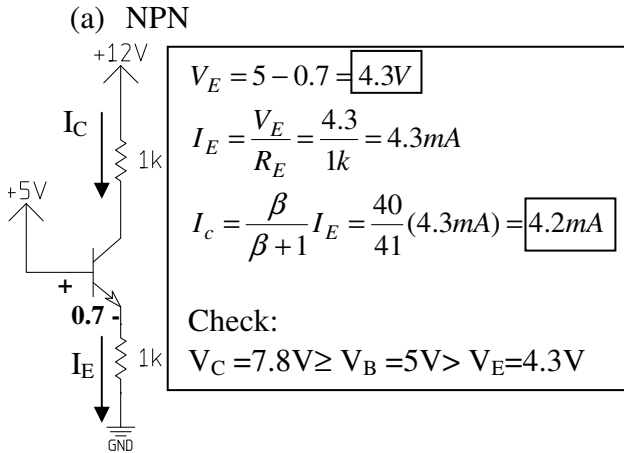 (a) NPN
+12V
I_C
1k
+5V
+
0.7 -
I_E
1k
GND
V_E = 5 − 0.7 = 4.3V
I_E = V_E / R_E = 4.3 / 1k = 4.3mA
I_c = β / (β + 1) I_E = 40 / 41 (4.3mA) = 4.2mA
Check:
V_C =7.8V≥ V_B =5V> V_E=4.3V